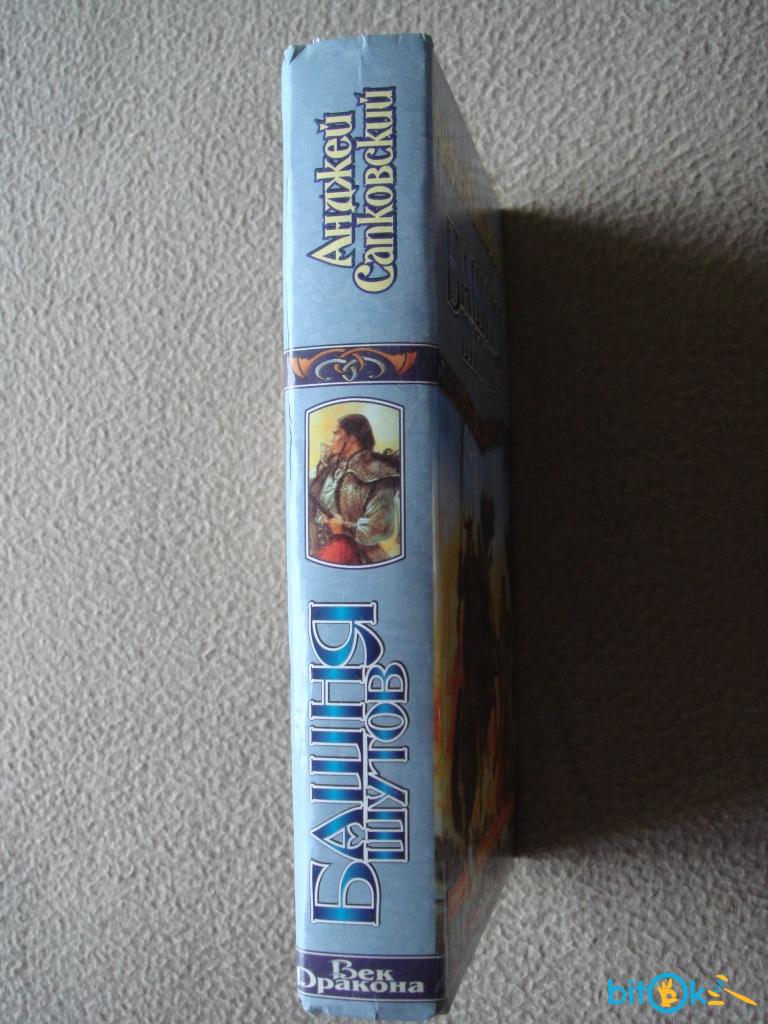 Анджей
Сапковский
БАШНЯ
ШУТОВ
Век
Дракона
bitOk